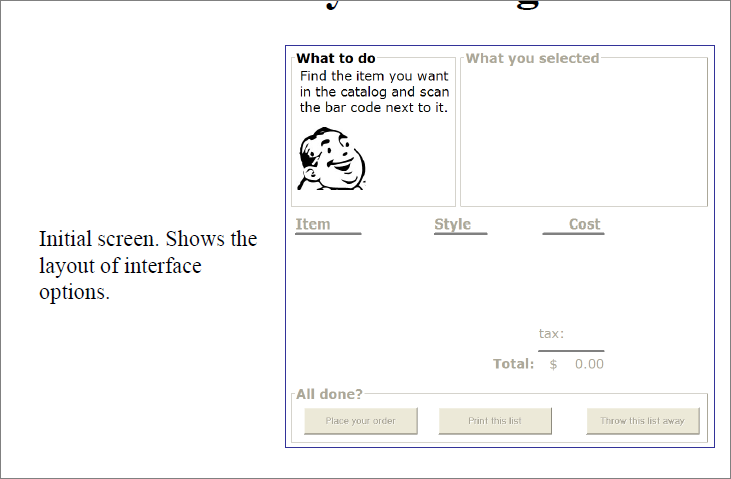 Initial screen. Shows the
layout of interface
options.
What to do
Find the item you want
in the catalog and scan
the bar code next to it.
What you selected
Item Style Cost
tax:
Total: $ 0.00
All done?
Place your order Print this list Throw this list away